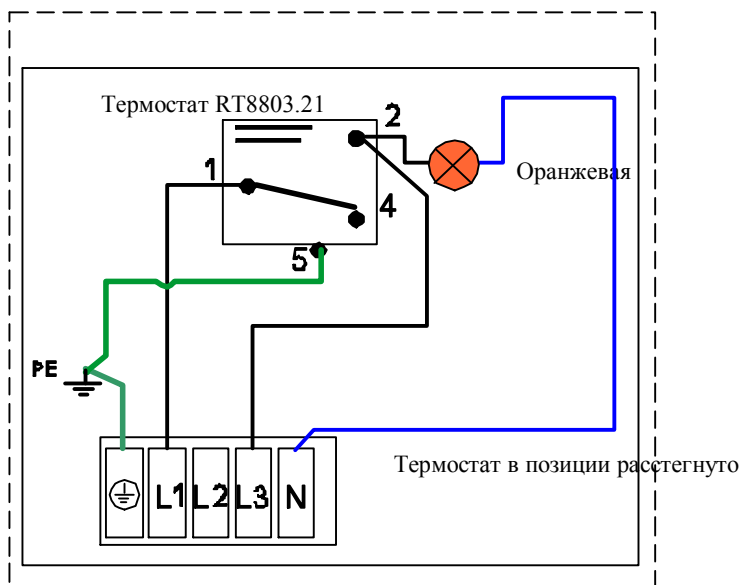 Термостат RT8803.21
2
1
Оранжевая
4
5
PE
Термостат в позиции расстегнуто
L1 L2 L3 N